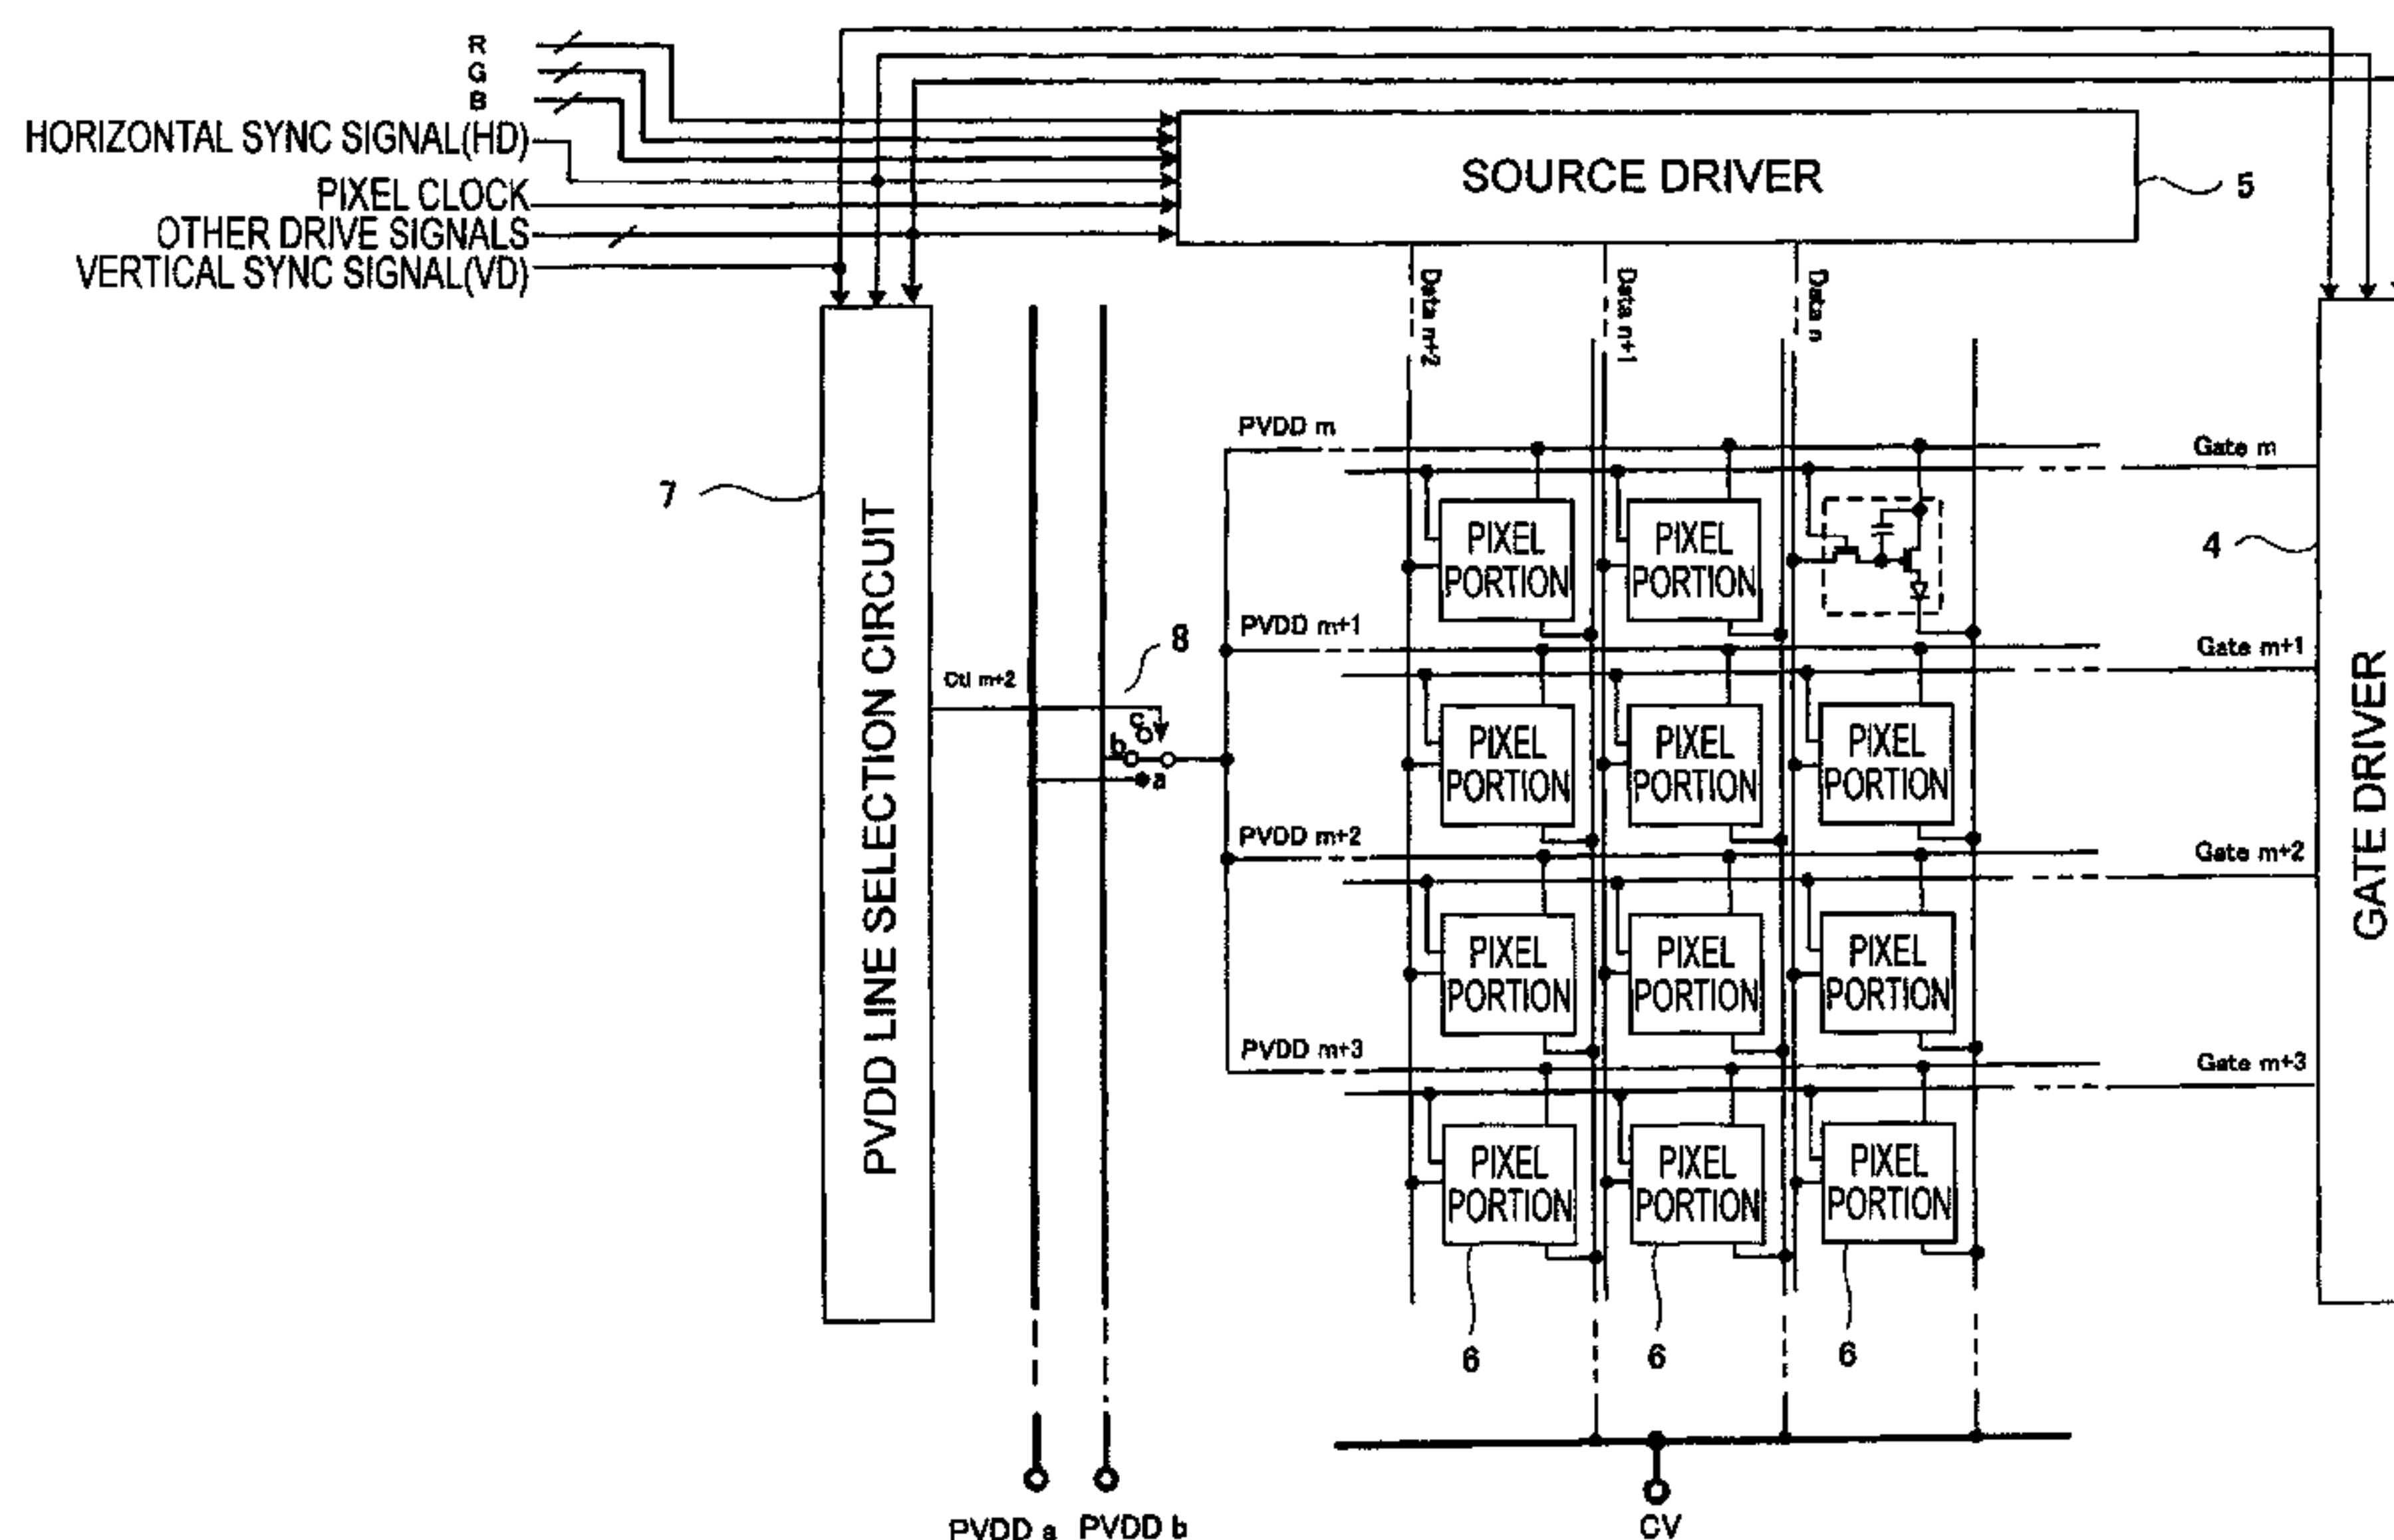 R
G
B
HORIZONTAL SYNC SIGNAL(HD)
PIXEL CLOCK
OTHER DRIVE SIGNALS
VERTICAL SYNC SIGNAL(VD)
SOURCE DRIVER
5
Data n+2
Data n+1
Data n
PVDD m
Gate m
7
PVDD LINE SELECTION CIRCUIT
PIXEL
PORTION
PIXEL
PORTION
4
GATE DRIVER
PVDD m+1
Gate m+1
8
Ctl m+2
c
b
a
PIXEL
PORTION
PIXEL
PORTION
PIXEL
PORTION
PVDD m+2
Gate m+2
PIXEL
PORTION
PIXEL
PORTION
PIXEL
PORTION
PVDD m+3
Gate m+3
PIXEL
PORTION
PIXEL
PORTION
PIXEL
PORTION
6
6
6
PVDD a
PVDD b
CV